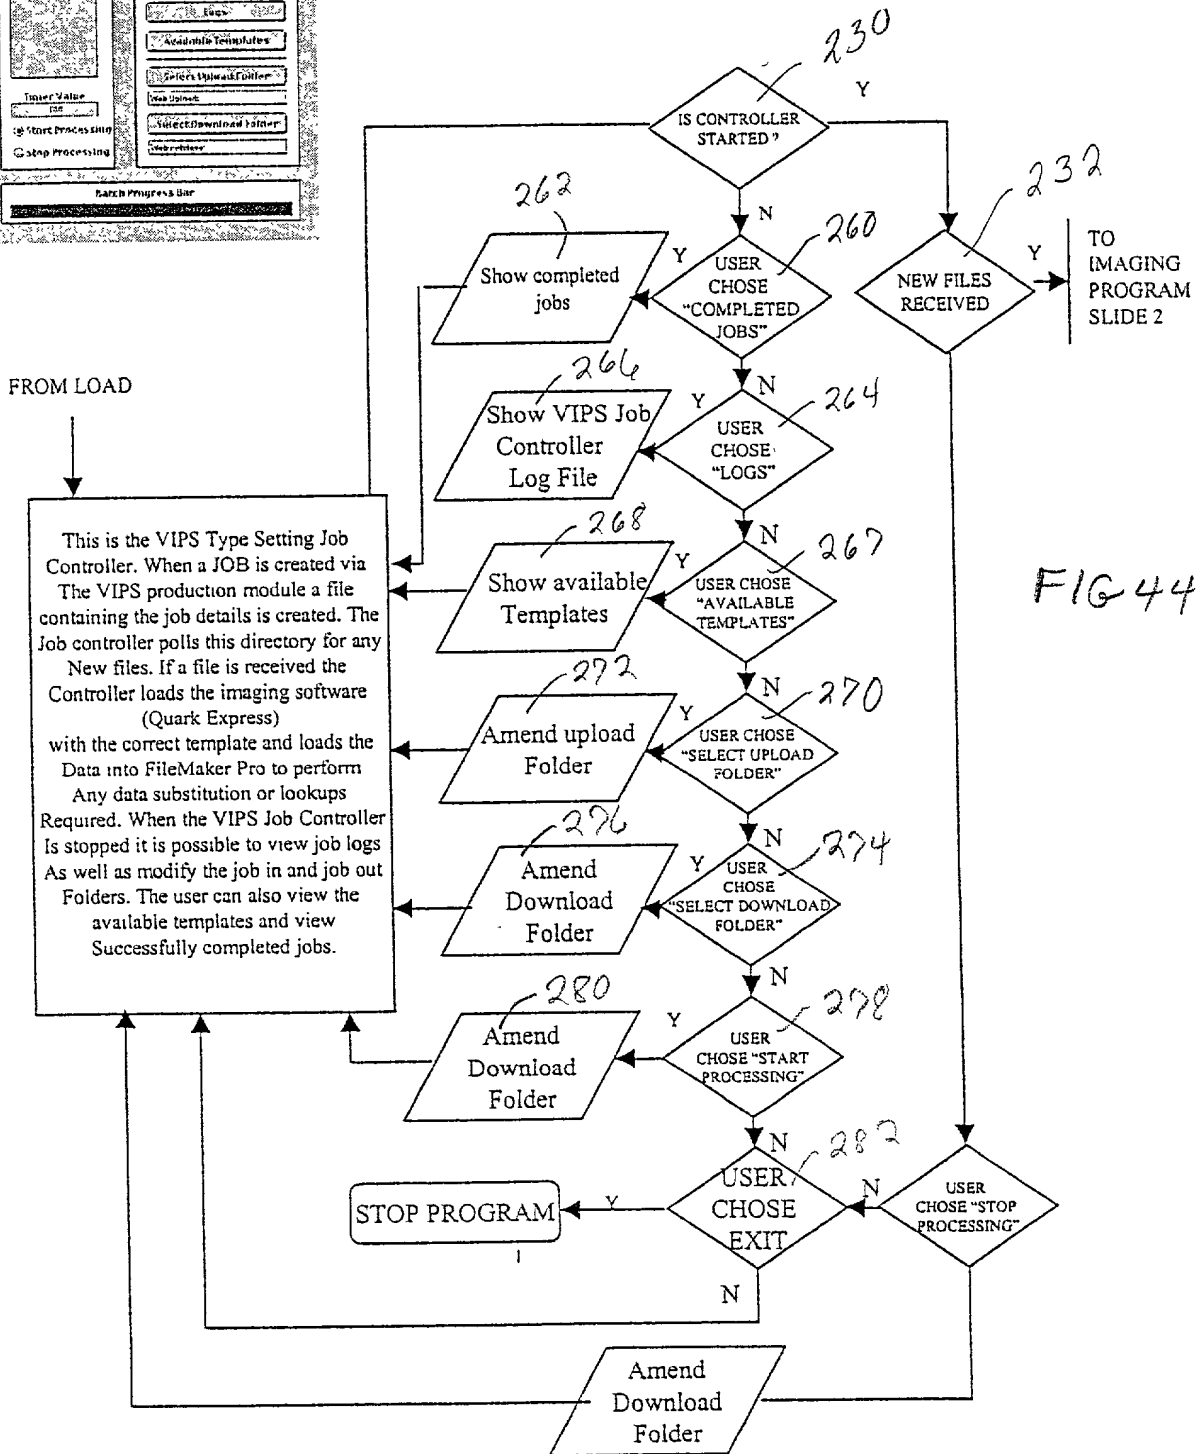 Logs
Available Templates
Select Upload Folder
Web Uploads
Select Download Folder
Timer Value
Start Processing
Stop Processing
Batch Progress Bar
230
IS CONTROLLER
STARTED?
Y
N
232
NEW FILES
RECEIVED
Y
TO
IMAGING
PROGRAM
SLIDE 2
260
USER
CHOSE
"COMPLETED
JOBS"
Y
N
262
Show completed
jobs
264
USER
CHOSE
"LOGS"
Y
N
266
Show VIPS Job
Controller
Log File
267
USER CHOSE
"AVAILABLE
TEMPLATES"
Y
N
268
Show available
Templates
270
USER CHOSE
"SELECT UPLOAD
FOLDER"
Y
N
272
Amend upload
Folder
274
USER
CHOSE
"SELECT DOWNLOAD
FOLDER"
Y
N
276
Amend
Download
Folder
278
USER
CHOSE "START
PROCESSING"
Y
N
280
Amend
Download
Folder
282
USER
CHOSE
EXIT
Y
N
STOP PROGRAM
USER
CHOSE "STOP
PROCESSING"
N
Amend
Download
Folder
FROM LOAD
This is the VIPS Type Setting Job
Controller. When a JOB is created via
The VIPS production module a file
containing the job details is created. The
Job controller polls this directory for any
New files. If a file is received the
Controller loads the imaging software
(Quark Express)
with the correct template and loads the
Data into FileMaker Pro to perform
Any data substitution or lookups
Required. When the VIPS Job Controller
Is stopped it is possible to view job logs
As well as modify the job in and job out
Folders. The user can also view the
available templates and view
Successfully completed jobs.
FIG 44